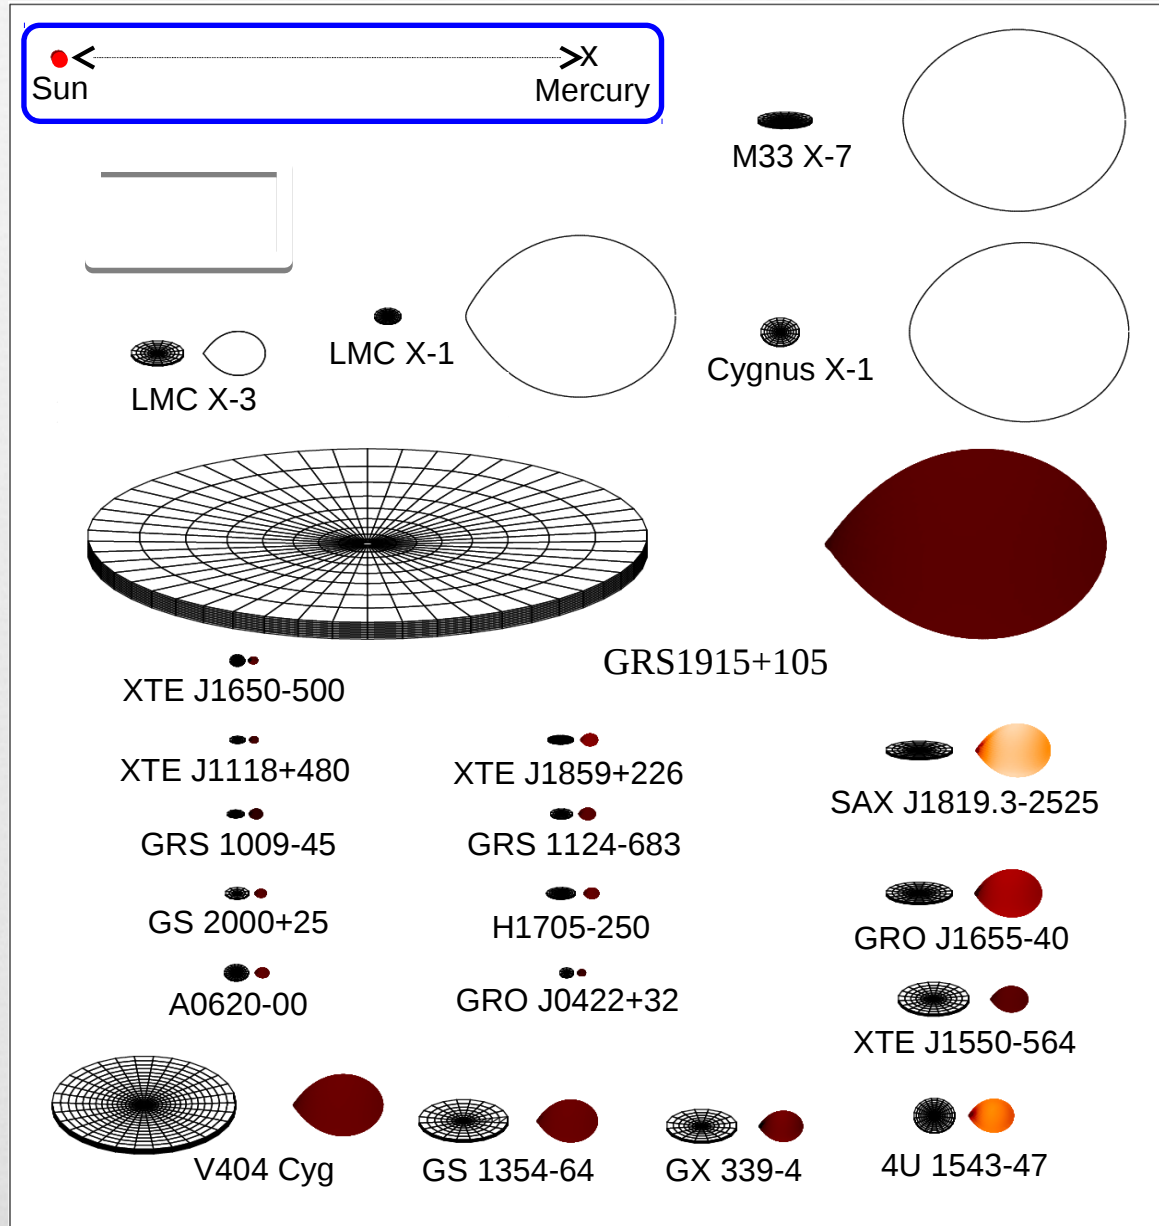 x
Sun
Mercury
M33 X-7
LMC X-1
Cygnus X-1
LMC X-3
GRS1915+105
XTE J1650-500
XTE J1118+480
XTE J1859+226
SAX J1819.3-2525
GRS 1009-45
GRS 1124-683
GS 2000+25
H1705-250
GRO J1655-40
A0620-00
GRO J0422+32
XTE J1550-564
V404 Cyg
GS 1354-64
GX 339-4
4U 1543-47